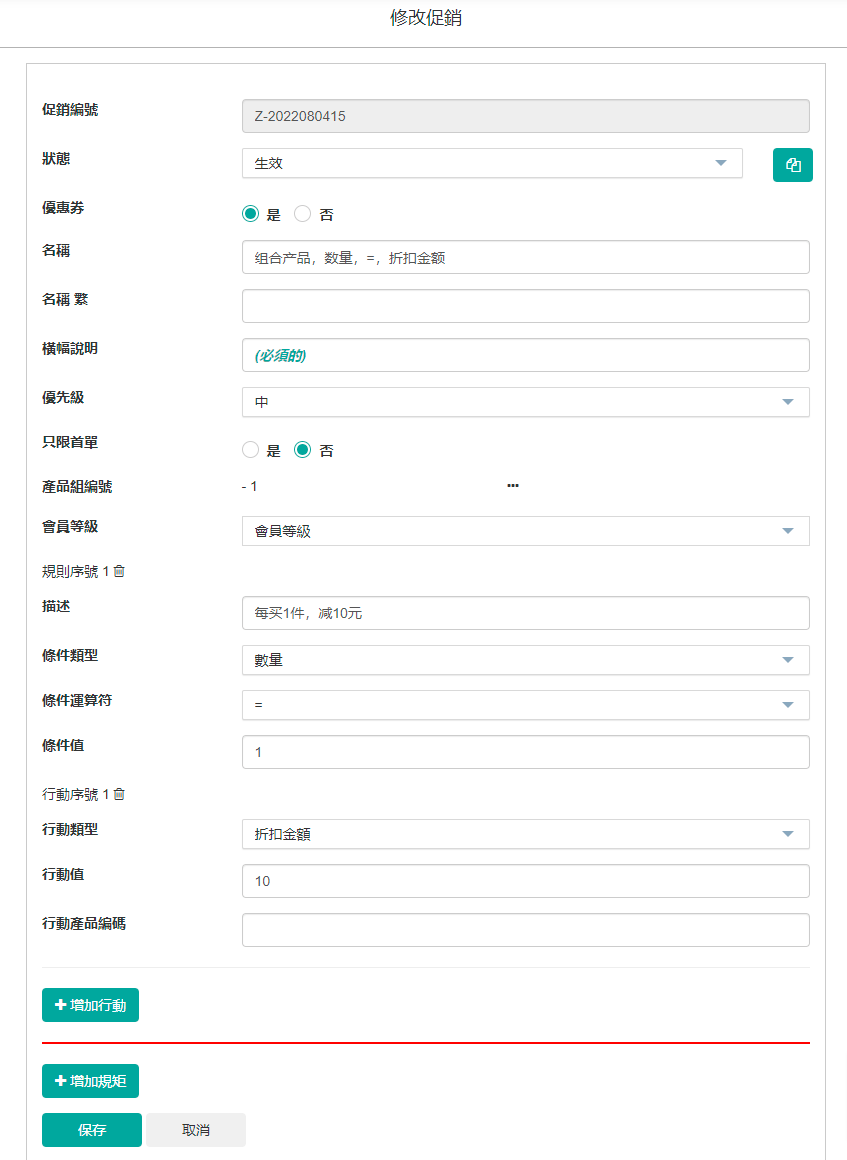 修改促銷
促銷編號 Z-2022080415
狀態 生效
優惠券 是 否
名稱 组合产品，数量，=，折扣金额
名稱 繁
橫幅說明 (必須的)
優先級 中
只限首單 是 否
產品組編號 - 1 ...
會員等級 會員等級
規則序號 1
描述 每买1件，减10元
條件類型 數量
條件運算符 =
條件值 1
行動序號 1
行動類型 折扣金額
行動值 10
行動產品編碼
增加行動
增加規矩
保存 取消